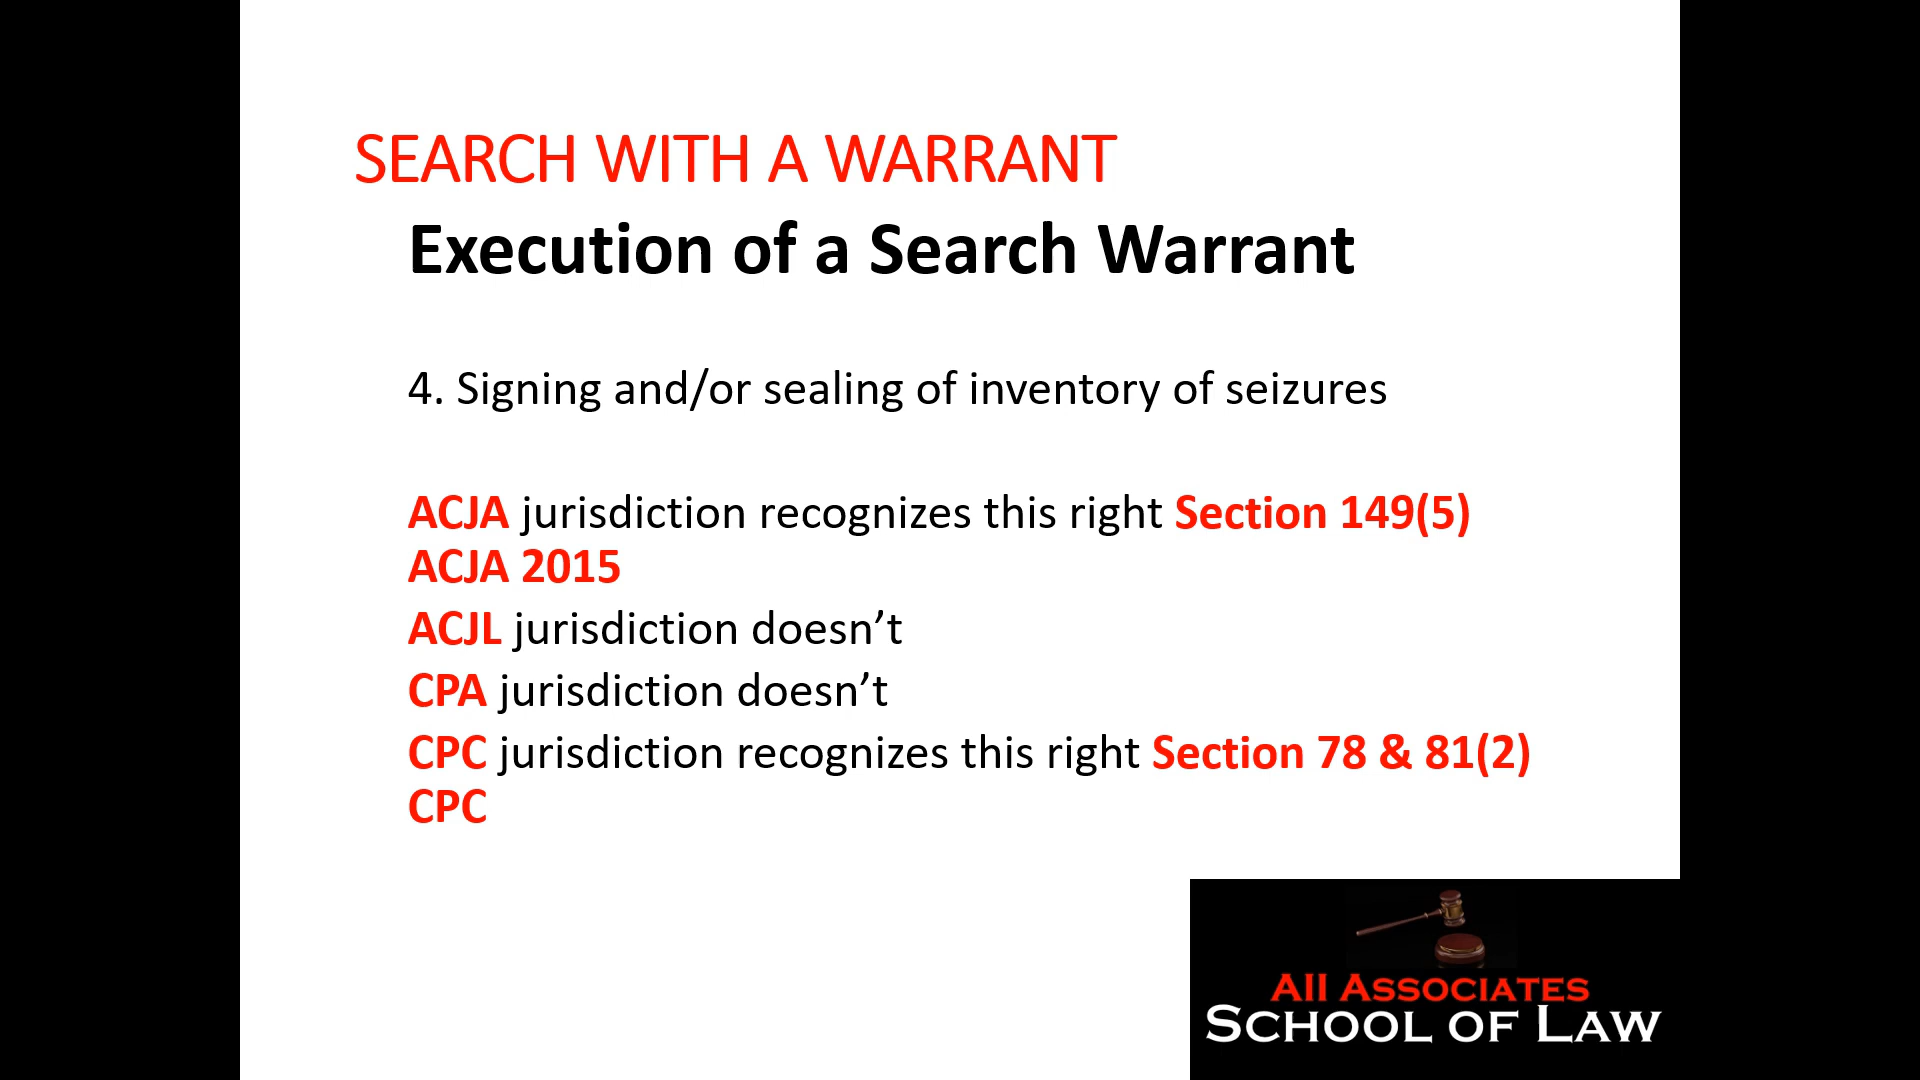 SEARCH WITH A WARRANT
Execution of a Search Warrant
4. Signing and/or sealing of inventory of seizures
ACJA jurisdiction recognizes this right Section 149(5)
ACJA 2015
ACJL jurisdiction doesn’t
CPA jurisdiction doesn’t
CPC jurisdiction recognizes this right Section 78 & 81(2)
CPC
AII ASSOCIATES
SCHOOL OF LAW